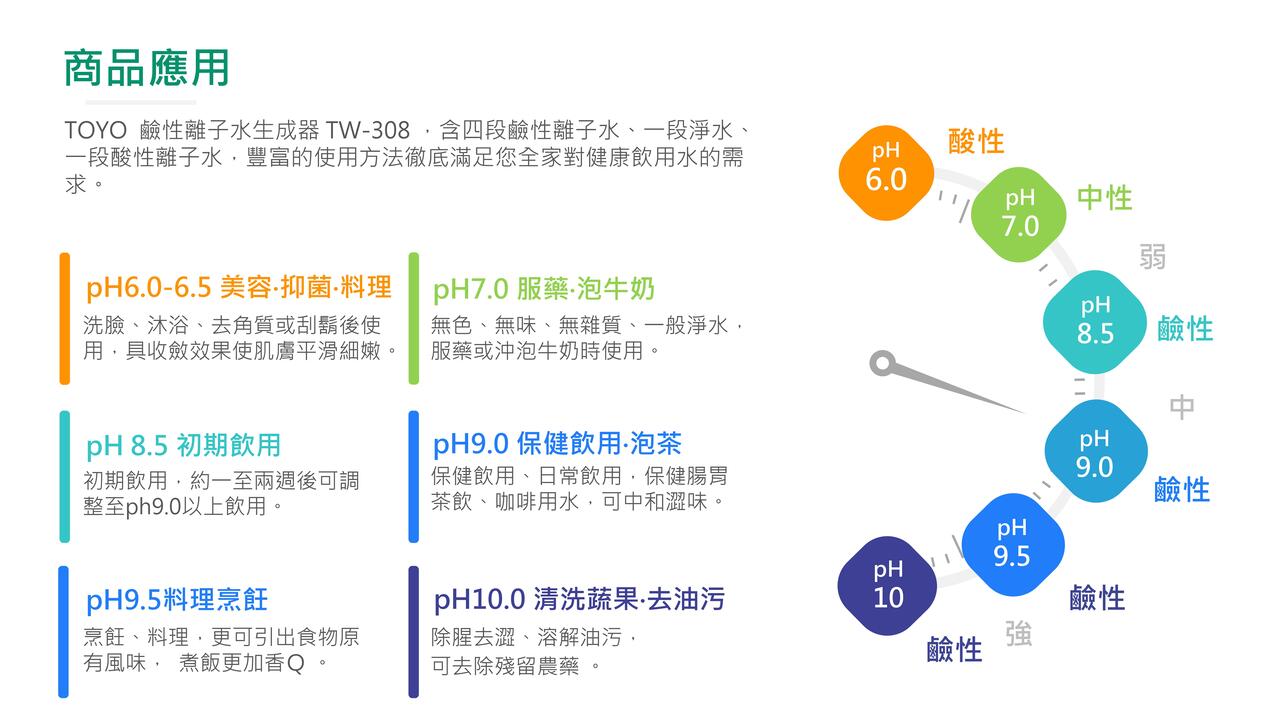 商品應用
TOYO 鹼性離子水生成器 TW-308 ，含四段鹼性離子水、一段淨水、
一段酸性離子水，豐富的使用方法徹底滿足您全家對健康飲用水的需
求。
pH6.0-6.5 美容·抑菌·料理
洗臉、沐浴、去角質或刮鬍後使
用，具收斂效果使肌膚平滑細嫩。
pH7.0 服藥·泡牛奶
無色、無味、無雜質、一般淨水，
服藥或沖泡牛奶時使用。
pH 8.5 初期飲用
初期飲用，約一至兩週後可調
整至ph9.0以上飲用。
pH9.0 保健飲用·泡茶
保健飲用、日常飲用，保健腸胃
茶飲、咖啡用水，可中和澀味。
pH9.5料理烹飪
烹飪、料理，更可引出食物原
有風味， 煮飯更加香Q 。
pH10.0 清洗蔬果·去油污
除腥去澀、溶解油污，
可去除殘留農藥 。
pH
6.0
酸性
pH
7.0
中性
弱
pH
8.5
鹼性
中
pH
9.0
鹼性
pH
9.5
鹼性
強
pH
10
鹼性